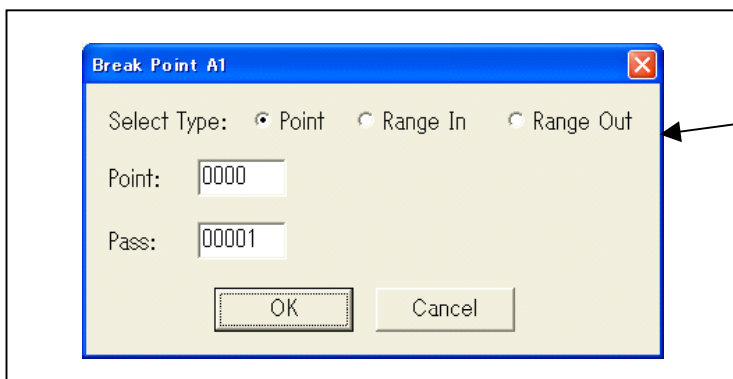 Break Point A1
Select Type: Point Range In Range Out
Point: 0000
Pass: 00001
OK Cancel